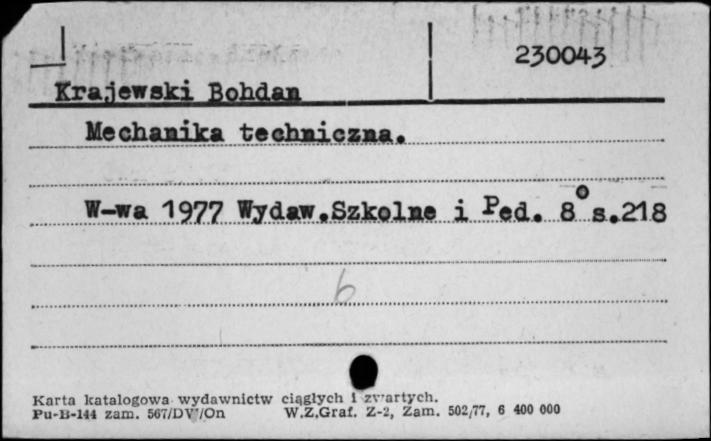 230043
Krajewski Bohdan
Mechanika techniczna.
W-wa 1977 Wydaw.Szkolne i Ped. 8° s.218
b
Karta katalogowa wydawnictw ciągłych i zwartych.
Pu-B-144 zam. 567/DW/On W.Z.Graf. Z-2, Zam. 502/77, 6 400 000